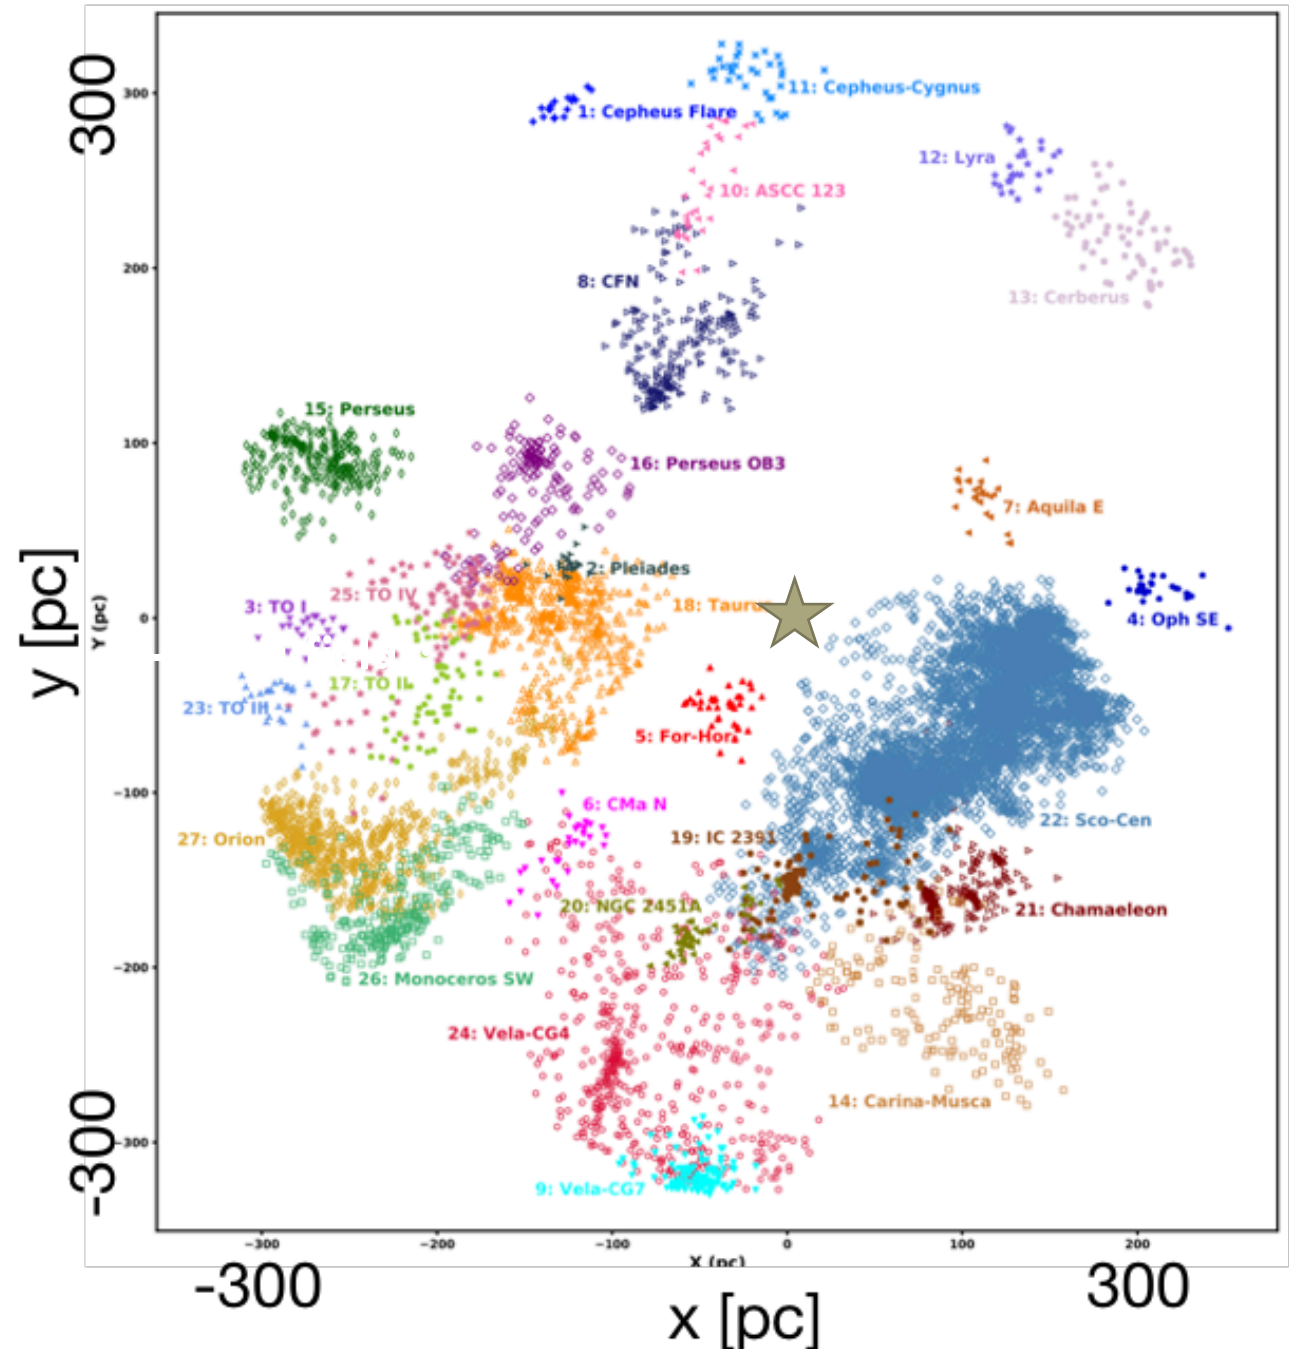 300
300
11: Cepheus-Cygnus
1: Cepheus Flare
12: Lyra
10: ASCC 123
200
8: CFN
13: Cerberus
15: Perseus
100
16: Perseus OB3
7: Aquila E
2: Pleiades
25: TO IV
3: TO I
18: Taurus
0
4: Oph SE
y [pc]
Y (pc)
17: TO II
23: TO III
5: For-Hor
−100
6: CMa N
22: Sco-Cen
27: Orion
19: IC 2391
20: NGC 2451A
21: Chamaeleon
−200
26: Monoceros SW
24: Vela-CG4
14: Carina-Musca
-300
−300
9: Vela-CG7
−300
−200
−100
0
100
200
X (pc)
-300
300
x [pc]